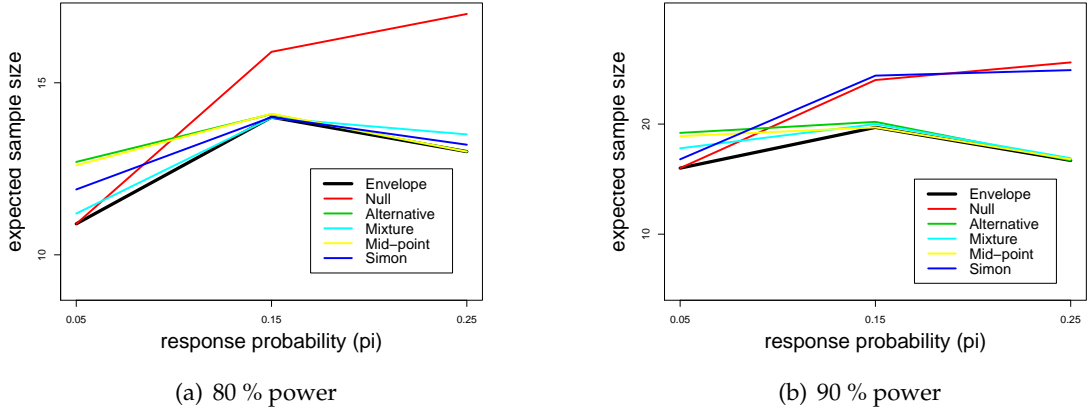 expected sample size
15
10
Envelope
Null
Alternative
Mixture
Mid−point
Simon
0.05 0.15 0.25
response probability (pi)
(a) 80 % power
expected sample size
20
10
Envelope
Null
Alternative
Mixture
Mid−point
Simon
0.05 0.15 0.25
response probability (pi)
(b) 90 % power